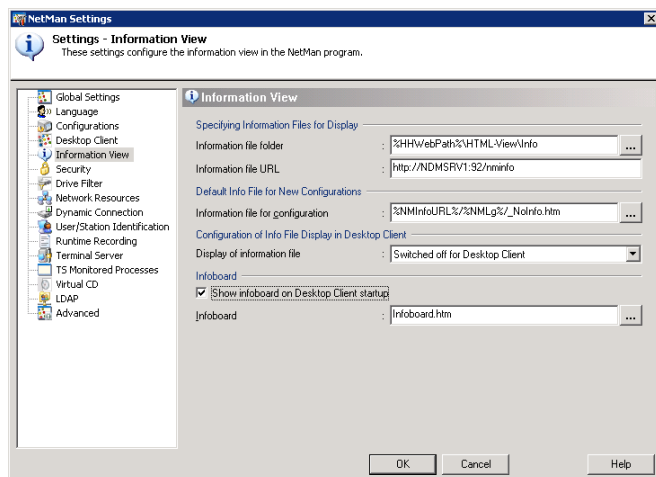 NetMan Settings
Settings - Information View
These settings configure the information view in the NetMan program.
Global Settings
Language
Configurations
Desktop Client
Information View
Security
Drive Filter
Network Resources
Dynamic Connection
User/Station Identification
Runtime Recording
Terminal Server
TS Monitored Processes
Virtual CD
LDAP
Advanced
Information View
Specifying Information Files for Display
Information file folder : %HHWebPath%\HTML-View\Info ...
Information file URL : http://NDMSRV1:92/nminfo
Default Info File for New Configurations
Information file for configuration : %NMInfoURL%/%NMLg%/_NoInfo.htm ...
Configuration of Info File Display in Desktop Client
Display of information file : Switched off for Desktop Client
Infoboard
Show infoboard on Desktop Client startup
Infoboard : Infoboard.htm ...
OK Cancel Help